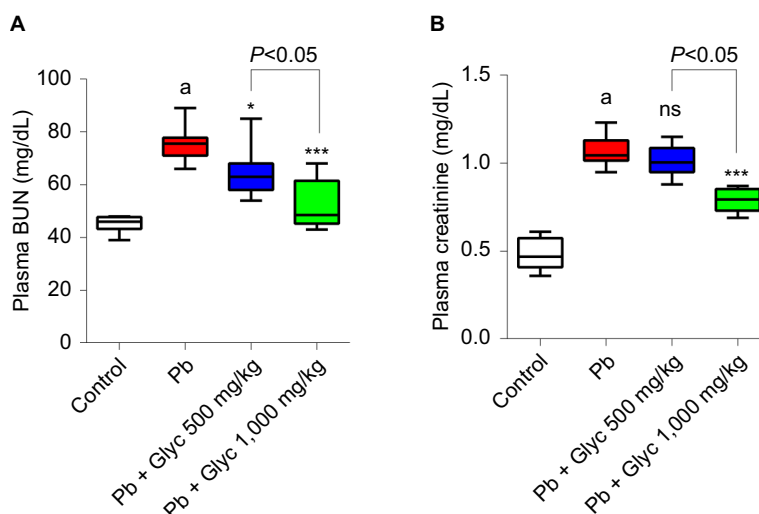 A
P<0.05
100
80
60
40
20
0
Plasma BUN (mg/dL)
a
*
***
Control
Pb
Pb + Glyc 500 mg/kg
Pb + Glyc 1,000 mg/kg
B
P<0.05
1.5
1.0
0.5
0.0
Plasma creatinine (mg/dL)
a
ns
***
Control
Pb
Pb + Glyc 500 mg/kg
Pb + Glyc 1,000 mg/kg